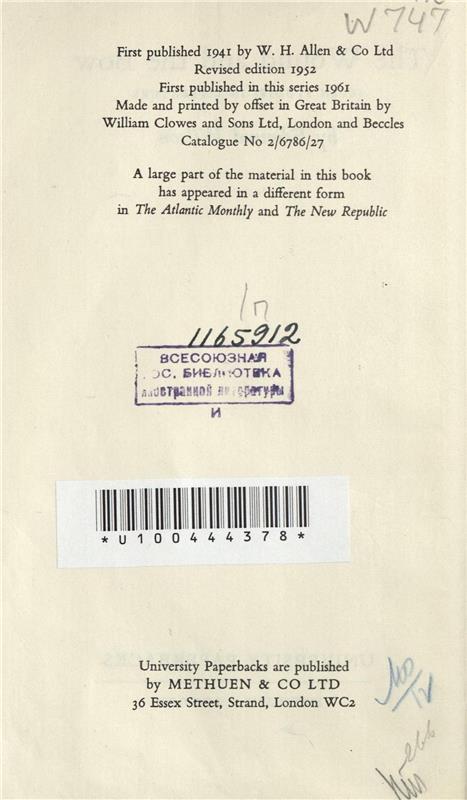 W747
First published 1941 by W. H. Allen & Co Ltd
Revised edition 1952
First published in this series 1961
Made and printed by offset in Great Britain by
William Clowes and Sons Ltd, London and Beccles
Catalogue No 2/6786/27
A large part of the material in this book
has appeared in a different form
in The Atlantic Monthly and The New Republic
1165912
ВСЕСОЮЗНАЯ
ГОС. БИБЛИОТЕКА
иностранной литературы
И
*U100444378*
University Paperbacks are published
by METHUEN & CO LTD
36 Essex Street, Strand, London WC2